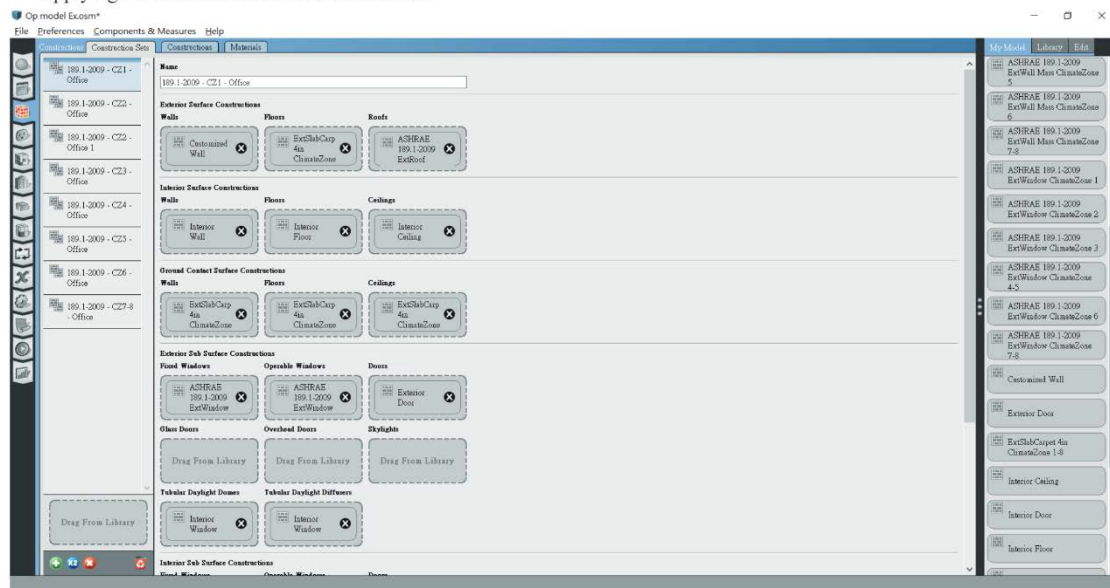 Op model Ex.osm*
File Preferences Components & Measures Help
Constructions Construction Sets Constructions Materials
My Model Library Edit
189.1-2009 - CZ1 -
Office
189.1-2009 - CZ2 -
Office
189.1-2009 - CZ2 -
Office 1
189.1-2009 - CZ3 -
Office
189.1-2009 - CZ4 -
Office
189.1-2009 - CZ5 -
Office
189.1-2009 - CZ6 -
Office
189.1-2009 - CZ7-8
- Office
Drag From Library
Name
189.1-2009 - CZ1 - Office
Exterior Surface Constructions
Walls Floors Roofs
Customized
Wall
ExtSlabCarp
4in
ClimateZone
ASHRAE
189.1-2009
ExtRoof
Interior Surface Constructions
Walls Floors Ceilings
Interior
Wall
Interior
Floor
Interior
Ceiling
Ground Contact Surface Constructions
Walls Floors Ceilings
ExtSlabCarp
4in
ClimateZone
ExtSlabCarp
4in
ClimateZone
ExtSlabCarp
4in
ClimateZone
Exterior Sub Surface Constructions
Fixed Windows Operable Windows Doors
ASHRAE
189.1-2009
ExtWindow
ASHRAE
189.1-2009
ExtWindow
Exterior
Door
Glass Doors Overhead Doors Skylights
Drag From Library Drag From Library Drag From Library
Tubular Daylight Domes Tubular Daylight Diffusers
Interior
Window
Interior
Window
Interior Sub Surface Constructions
Fixed Windows Operable Windows Doors
ASHRAE 189.1-2009
ExtWall Mass ClimateZone
5
ASHRAE 189.1-2009
ExtWall Mass ClimateZone
6
ASHRAE 189.1-2009
ExtWall Mass ClimateZone
7-8
ASHRAE 189.1-2009
ExtWindow ClimateZone 1
ASHRAE 189.1-2009
ExtWindow ClimateZone 2
ASHRAE 189.1-2009
ExtWindow ClimateZone 3
ASHRAE 189.1-2009
ExtWindow ClimateZone
4-5
ASHRAE 189.1-2009
ExtWindow ClimateZone 6
ASHRAE 189.1-2009
ExtWindow ClimateZone
7-8
Customized Wall
Exterior Door
ExtSlabCarpet 4in
ClimateZone 1-8
Interior Ceiling
Interior Door
Interior Floor